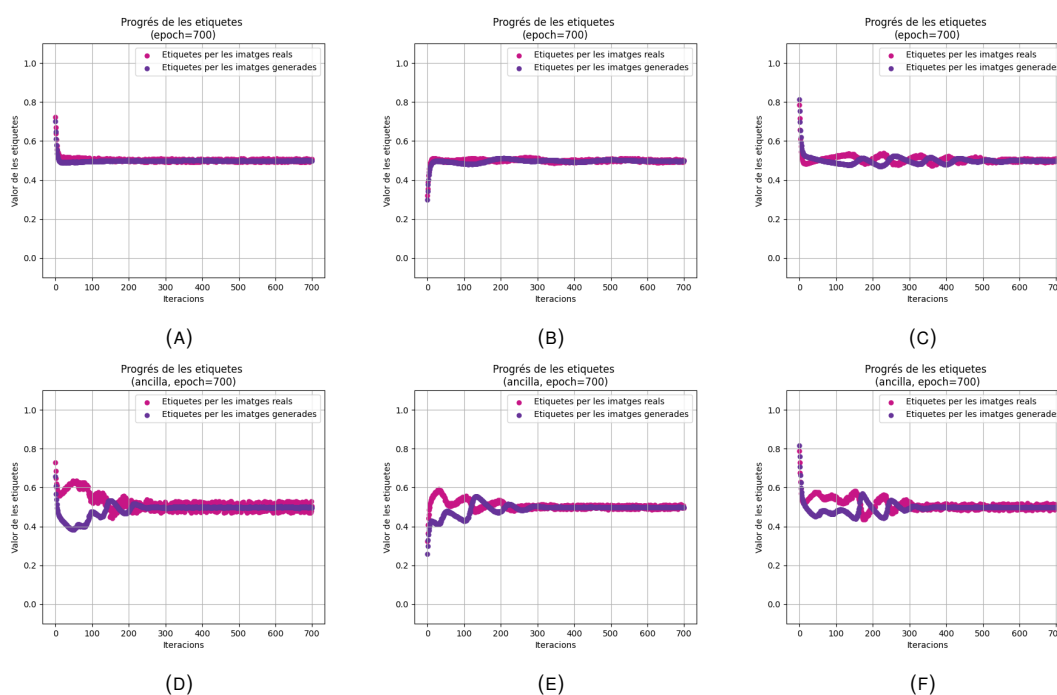 Progrés de les etiquetes
(epoch=700)
Etiquetes per les imatges reals
Etiquetes per les imatges generades
Valor de les etiquetes
1.0
0.8
0.6
0.4
0.2
0.0
0 100 200 300 400 500 600 700
Iteracions
(A)
Progrés de les etiquetes
(epoch=700)
Etiquetes per les imatges reals
Etiquetes per les imatges generades
Valor de les etiquetes
1.0
0.8
0.6
0.4
0.2
0.0
0 100 200 300 400 500 600 700
Iteracions
(B)
Progrés de les etiquetes
(epoch=700)
Etiquetes per les imatges reals
Etiquetes per les imatges generades
Valor de les etiquetes
1.0
0.8
0.6
0.4
0.2
0.0
0 100 200 300 400 500 600 700
Iteracions
(C)
Progrés de les etiquetes
(ancilla, epoch=700)
Etiquetes per les imatges reals
Etiquetes per les imatges generades
Valor de les etiquetes
1.0
0.8
0.6
0.4
0.2
0.0
0 100 200 300 400 500 600 700
Iteracions
(D)
Progrés de les etiquetes
(ancilla, epoch=700)
Etiquetes per les imatges reals
Etiquetes per les imatges generades
Valor de les etiquetes
1.0
0.8
0.6
0.4
0.2
0.0
0 100 200 300 400 500 600 700
Iteracions
(E)
Progrés de les etiquetes
(ancilla, epoch=700)
Etiquetes per les imatges reals
Etiquetes per les imatges generades
Valor de les etiquetes
1.0
0.8
0.6
0.4
0.2
0.0
0 100 200 300 400 500 600 700
Iteracions
(F)